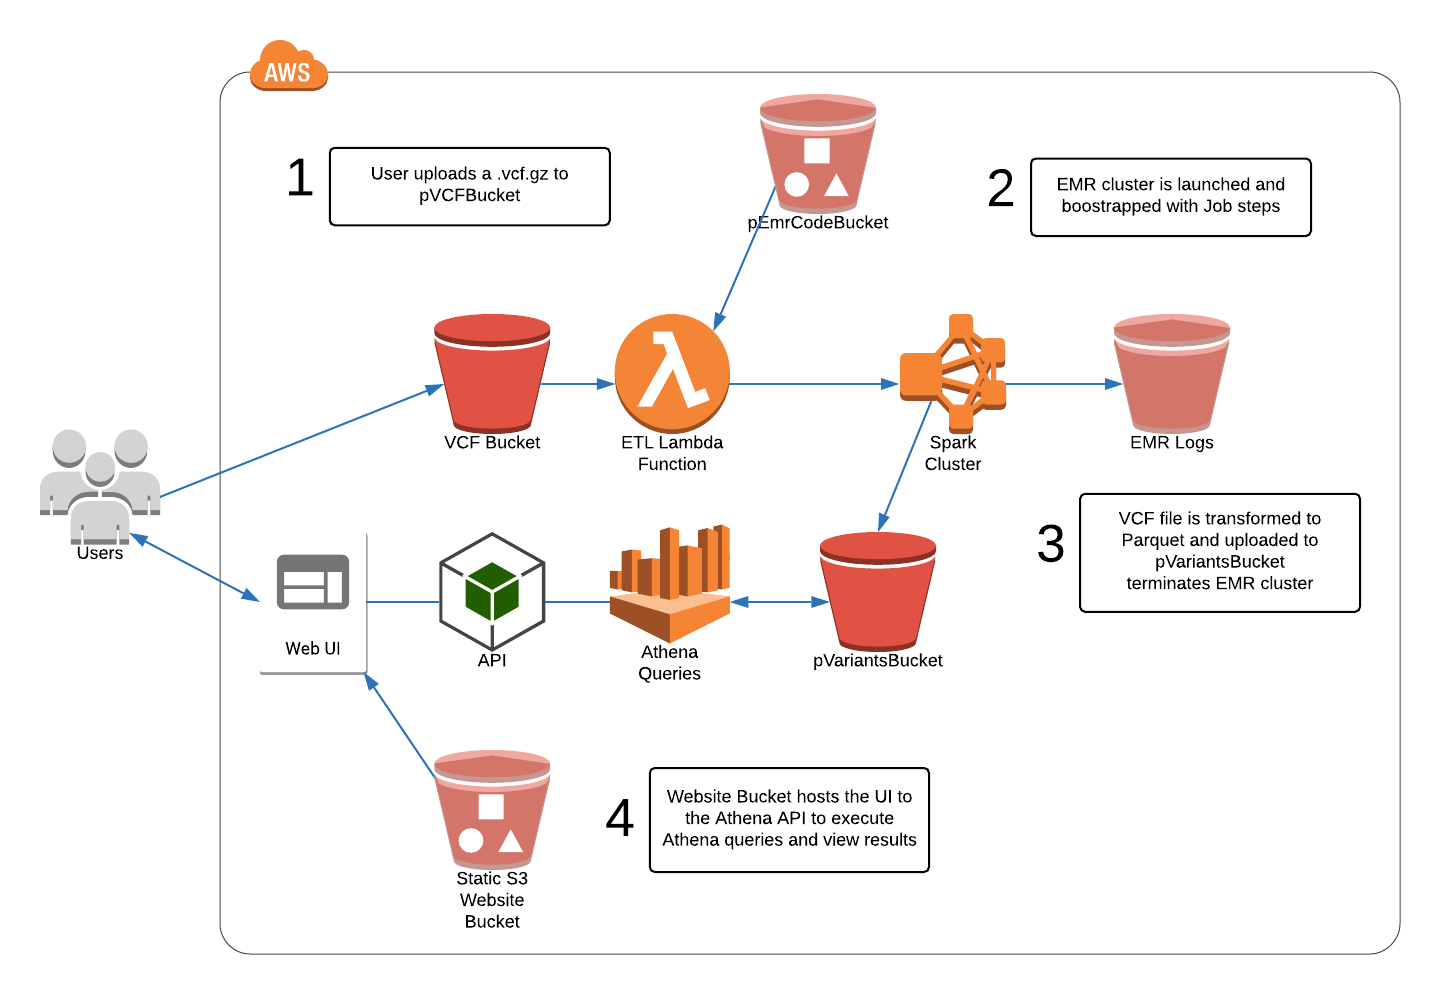 AWS
1
User uploads a .vcf.gz to
pVCFBucket
pEmrCodeBucket
2
EMR cluster is launched and
boostrapped with Job steps
VCF Bucket
ETL Lambda
Function
Spark
Cluster
EMR Logs
Users
3
VCF file is transformed to
Parquet and uploaded to
pVariantsBucket
terminates EMR cluster
Web UI
API
Athena
Queries
pVariantsBucket
Static S3
Website
Bucket
4
Website Bucket hosts the UI to
the Athena API to execute
Athena queries and view results